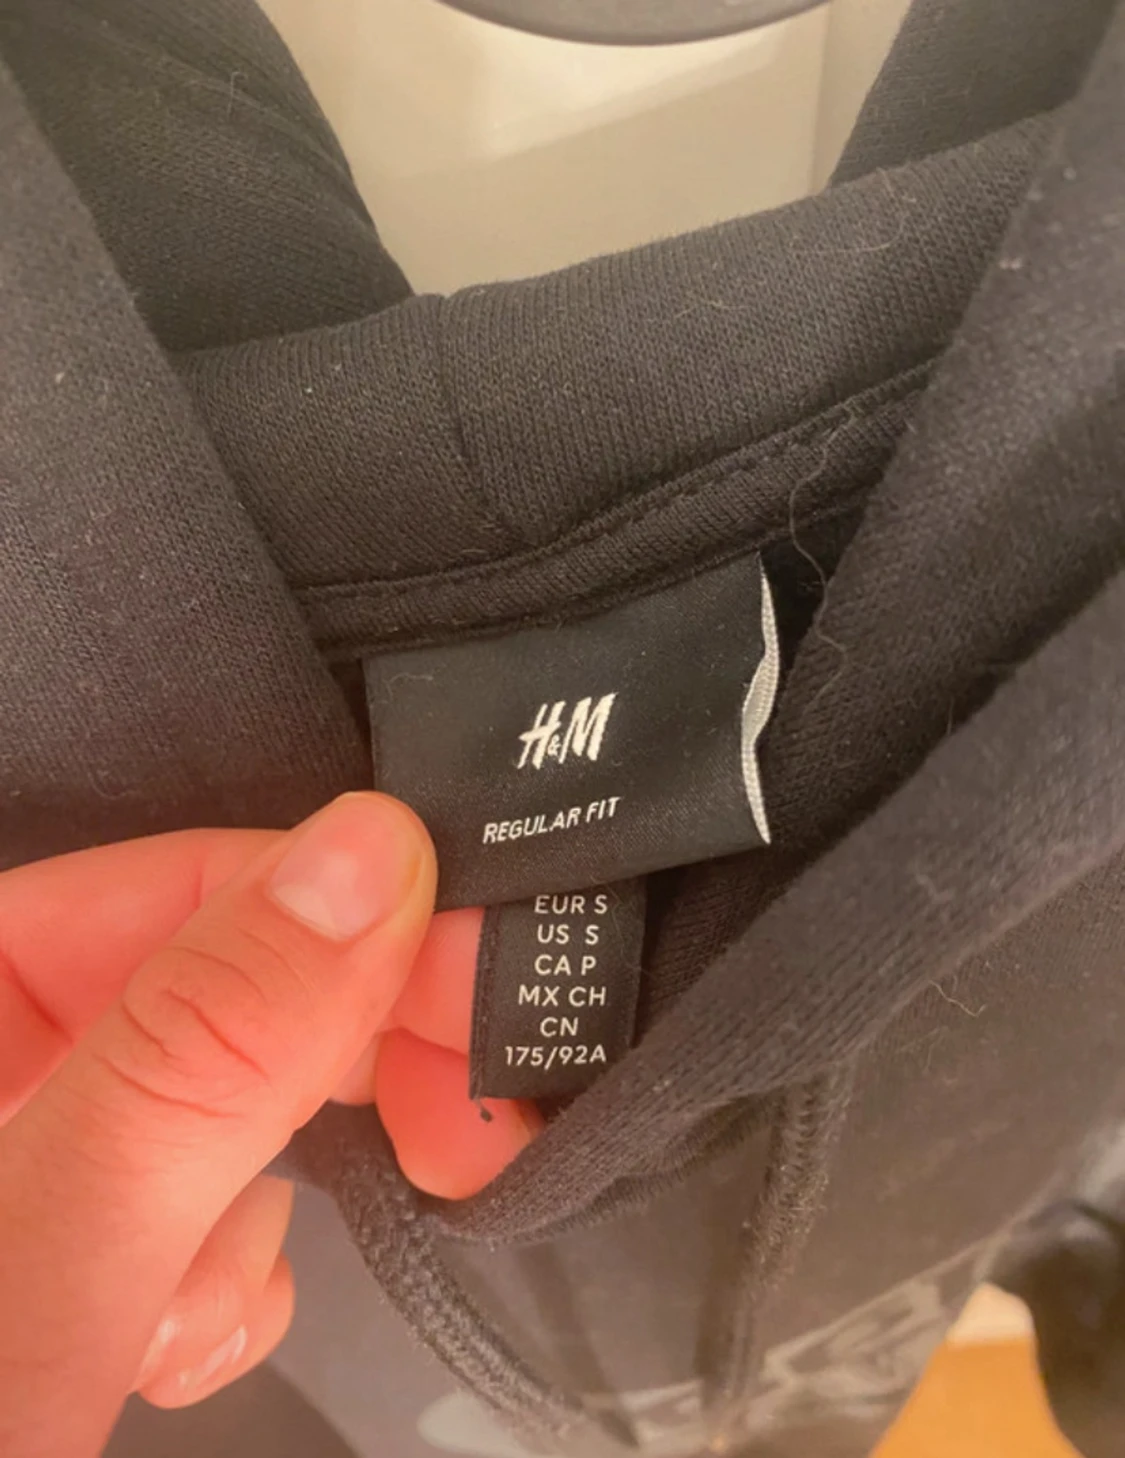 H&M
REGULAR FIT
EUR S
US S
CA P
MX CH
CN
175/92A